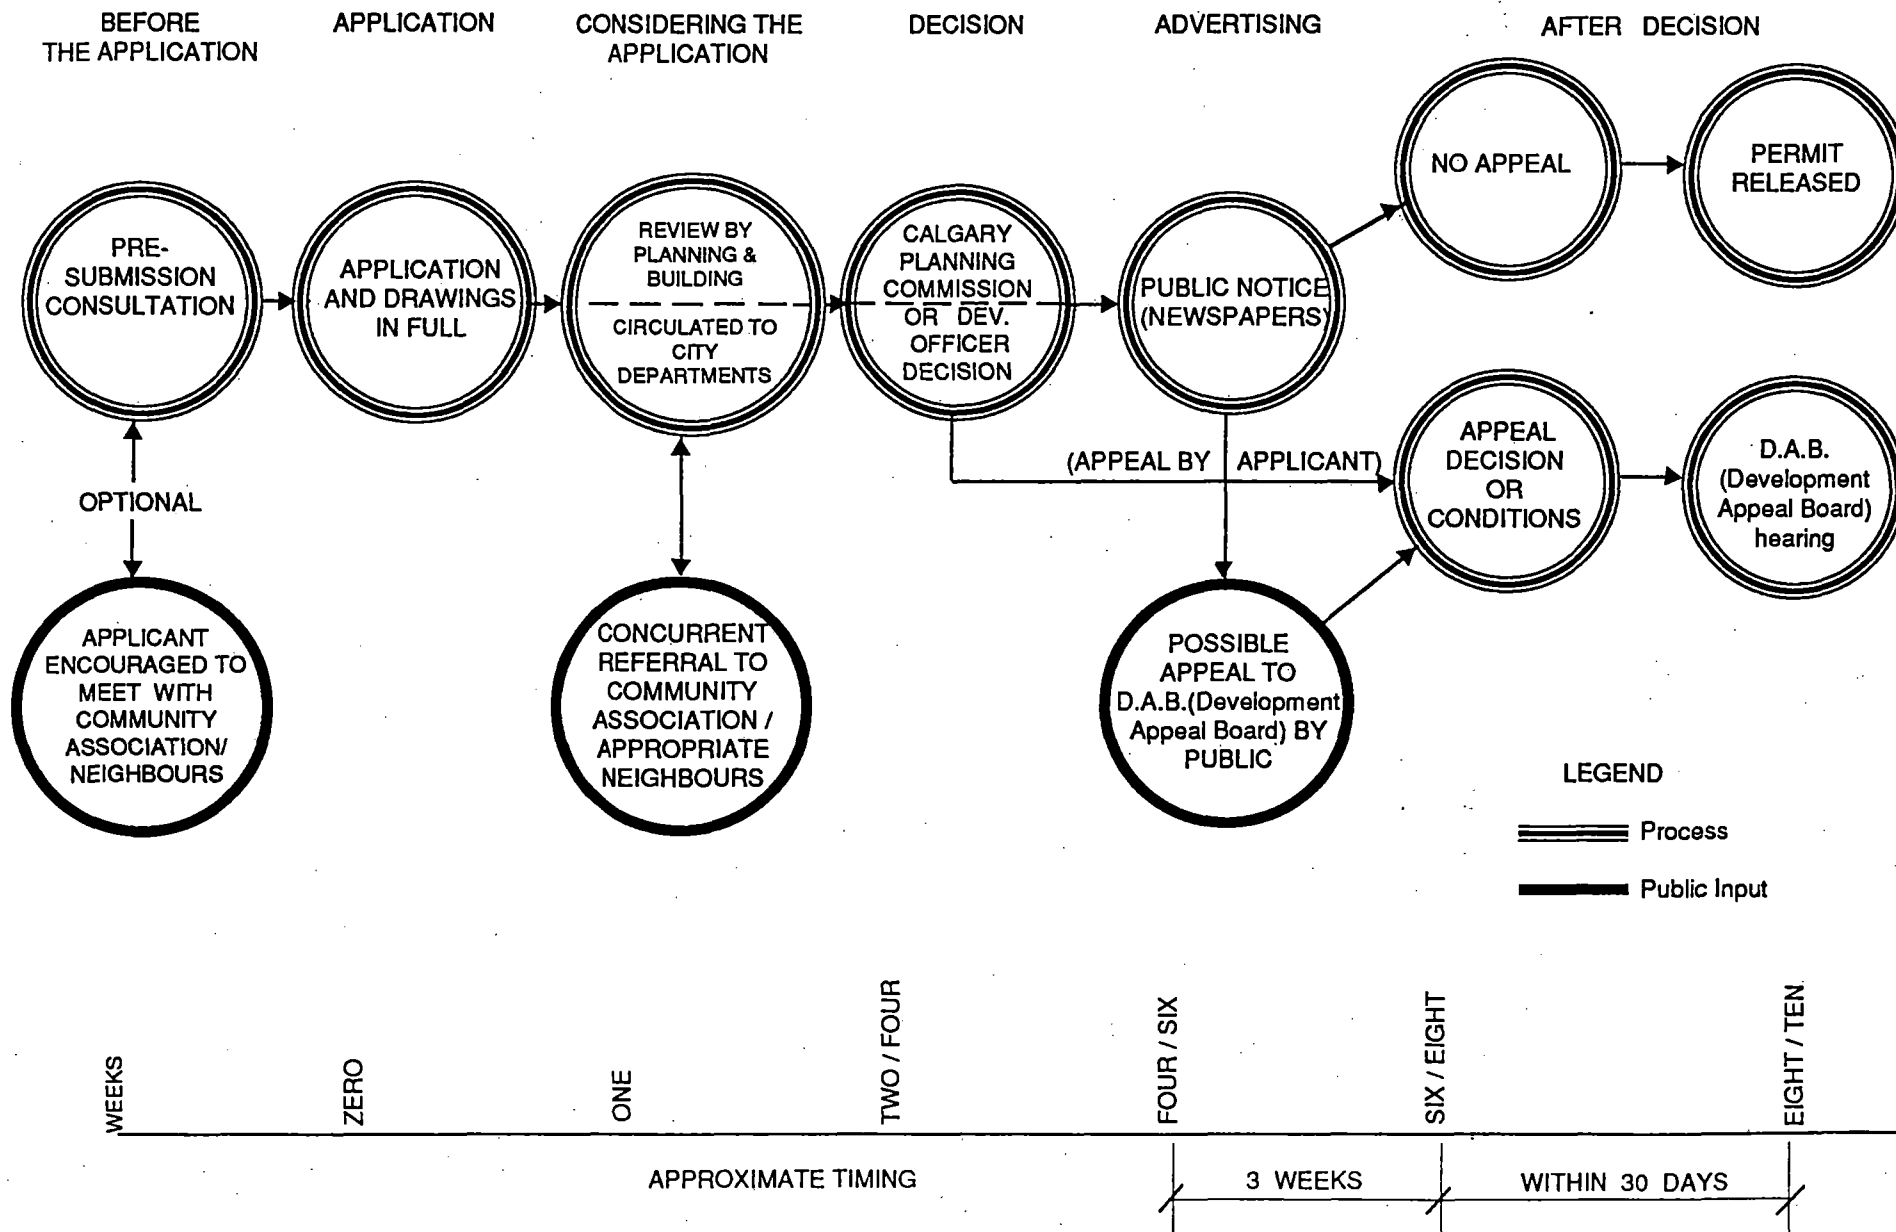 BEFORE
THE APPLICATION
APPLICATION
CONSIDERING THE
APPLICATION
DECISION
ADVERTISING
AFTER DECISION
PRE-
SUBMISSION
CONSULTATION
APPLICATION
AND DRAWINGS
IN FULL
REVIEW BY
PLANNING &
BUILDING
CIRCULATED TO
CITY
DEPARTMENTS
CALGARY
PLANNING
COMMISSION
OR DEV.
OFFICER
DECISION
PUBLIC NOTICE
(NEWSPAPERS)
NO APPEAL
PERMIT
RELEASED
(APPEAL BY APPLICANT)
APPEAL
DECISION
OR
CONDITIONS
D.A.B.
(Development
Appeal Board)
hearing
OPTIONAL
APPLICANT
ENCOURAGED TO
MEET WITH
COMMUNITY
ASSOCIATION/
NEIGHBOURS
CONCURRENT
REFERRAL TO
COMMUNITY
ASSOCIATION /
APPROPRIATE
NEIGHBOURS
POSSIBLE
APPEAL TO
D.A.B.(Development
Appeal Board) BY
PUBLIC
LEGEND
Process
Public Input
WEEKS
ZERO
ONE
TWO / FOUR
FOUR / SIX
SIX / EIGHT
EIGHT / TEN
APPROXIMATE TIMING
3 WEEKS
WITHIN 30 DAYS